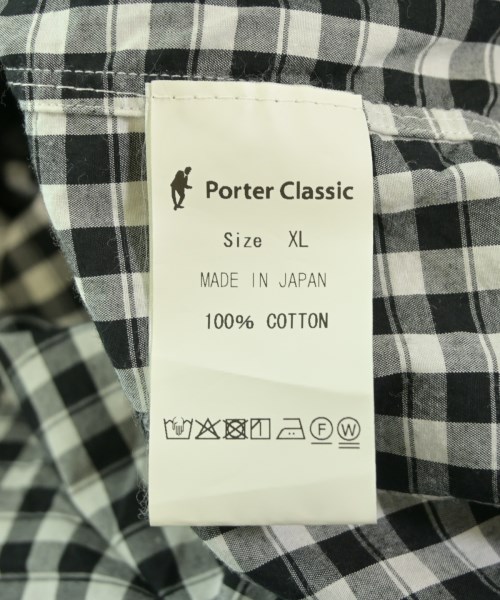 Porter Classic
Size XL
MADE IN JAPAN
100% COTTON
F W